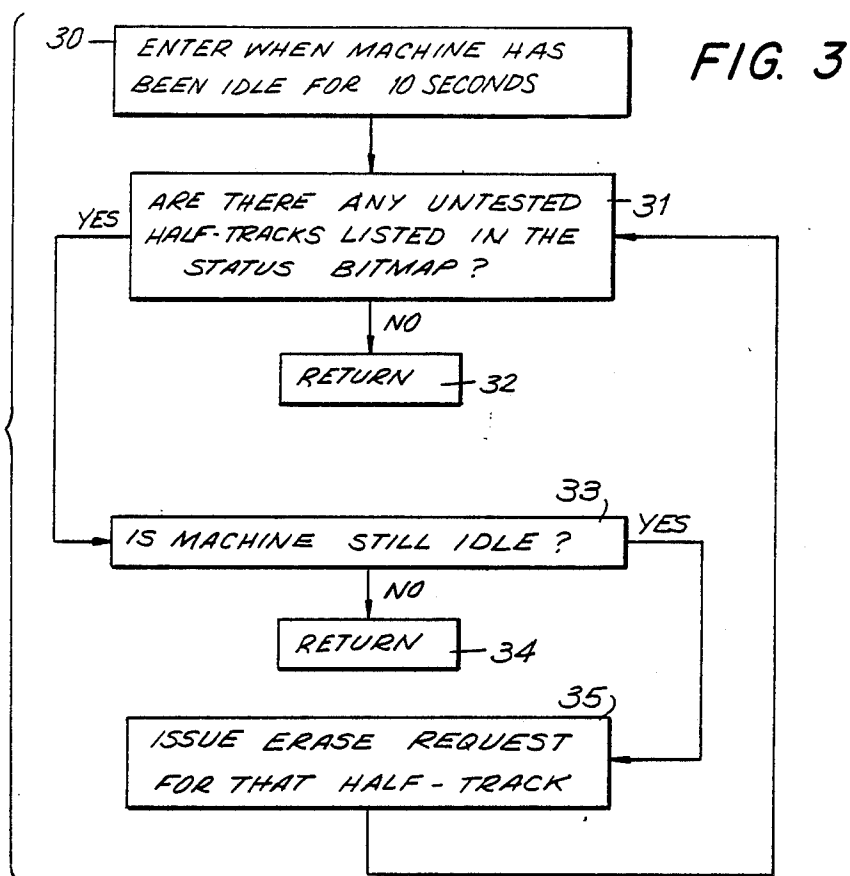 FIG. 3
30
ENTER WHEN MACHINE HAS
BEEN IDLE FOR 10 SECONDS
ARE THERE ANY UNTESTED
HALF-TRACKS LISTED IN THE
STATUS BITMAP?
31
YES
NO
RETURN
32
33
IS MACHINE STILL IDLE?
YES
NO
RETURN
34
35
ISSUE ERASE REQUEST
FOR THAT HALF-TRACK